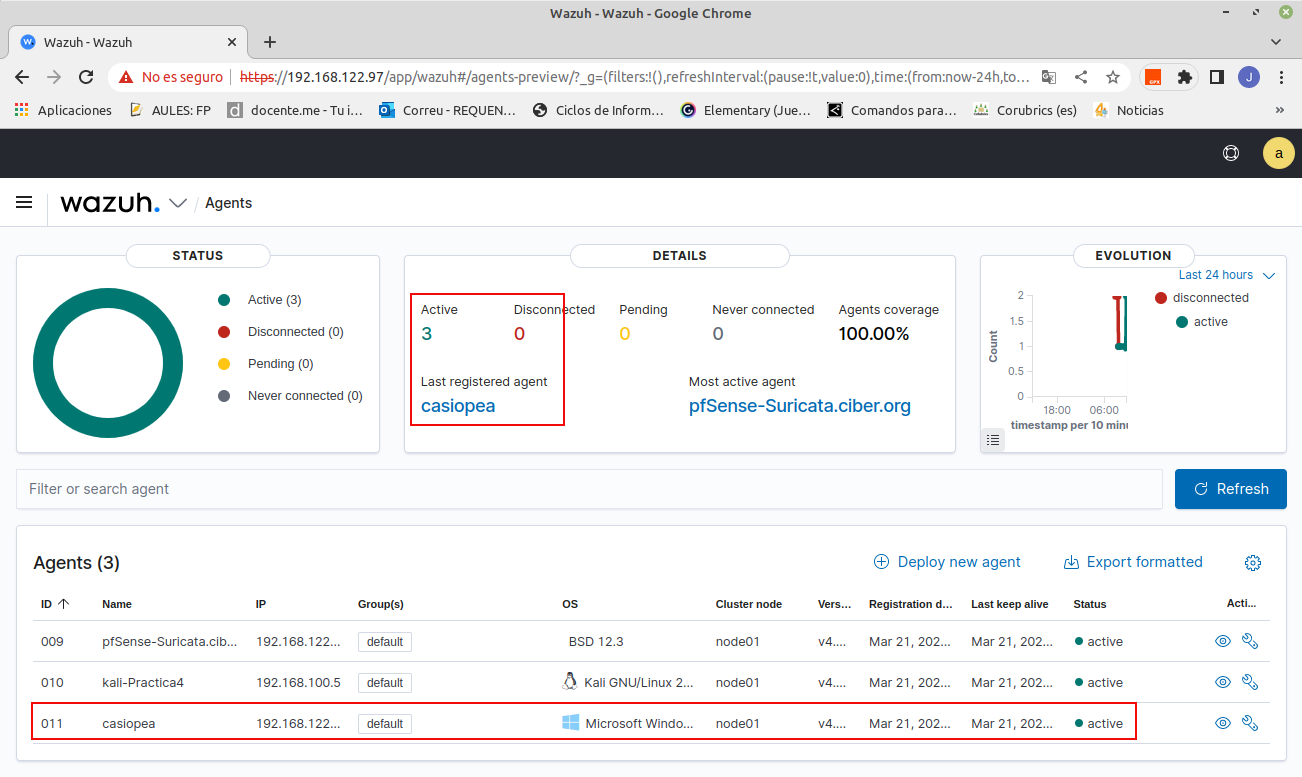 Wazuh - Wazuh - Google Chrome
Wazuh - Wazuh
No es seguro https://192.168.122.97/app/wazuh#/agents-preview/?_g=(filters:!(),refreshInterval:(pause:!t,value:0),time:(from:now-24h,to… GPX J
Aplicaciones AULES: FP docente.me - Tu i… Correu - REQUEN… Ciclos de Inform… Elementary (Jue… Comandos para… Corubrics (es) Noticias »
a
wazuh. / Agents
STATUS
Active (3)
Disconnected (0)
Pending (0)
Never connected (0)
DETAILS
Active Disconnected Pending Never connected Agents coverage
3 0 0 0 100.00%
Last registered agent Most active agent
casiopea pfSense-Suricata.ciber.org
EVOLUTION
Last 24 hours
disconnected
active
Count
2
1.5
1
0.5
0
18:00 06:00
timestamp per 10 minu
Filter or search agent Refresh
Agents (3) Deploy new agent Export formatted
ID Name IP Group(s) OS Cluster node Vers… Registration d… Last keep alive Status Acti…
009 pfSense-Suricata.cib… 192.168.122… default BSD 12.3 node01 v4.… Mar 21, 202… Mar 21, 202… active
010 kali-Practica4 192.168.100.5 default Kali GNU/Linux 2… node01 v4.… Mar 21, 202… Mar 21, 202… active
011 casiopea 192.168.122… default Microsoft Windo… node01 v4.… Mar 21, 202… Mar 21, 202… active